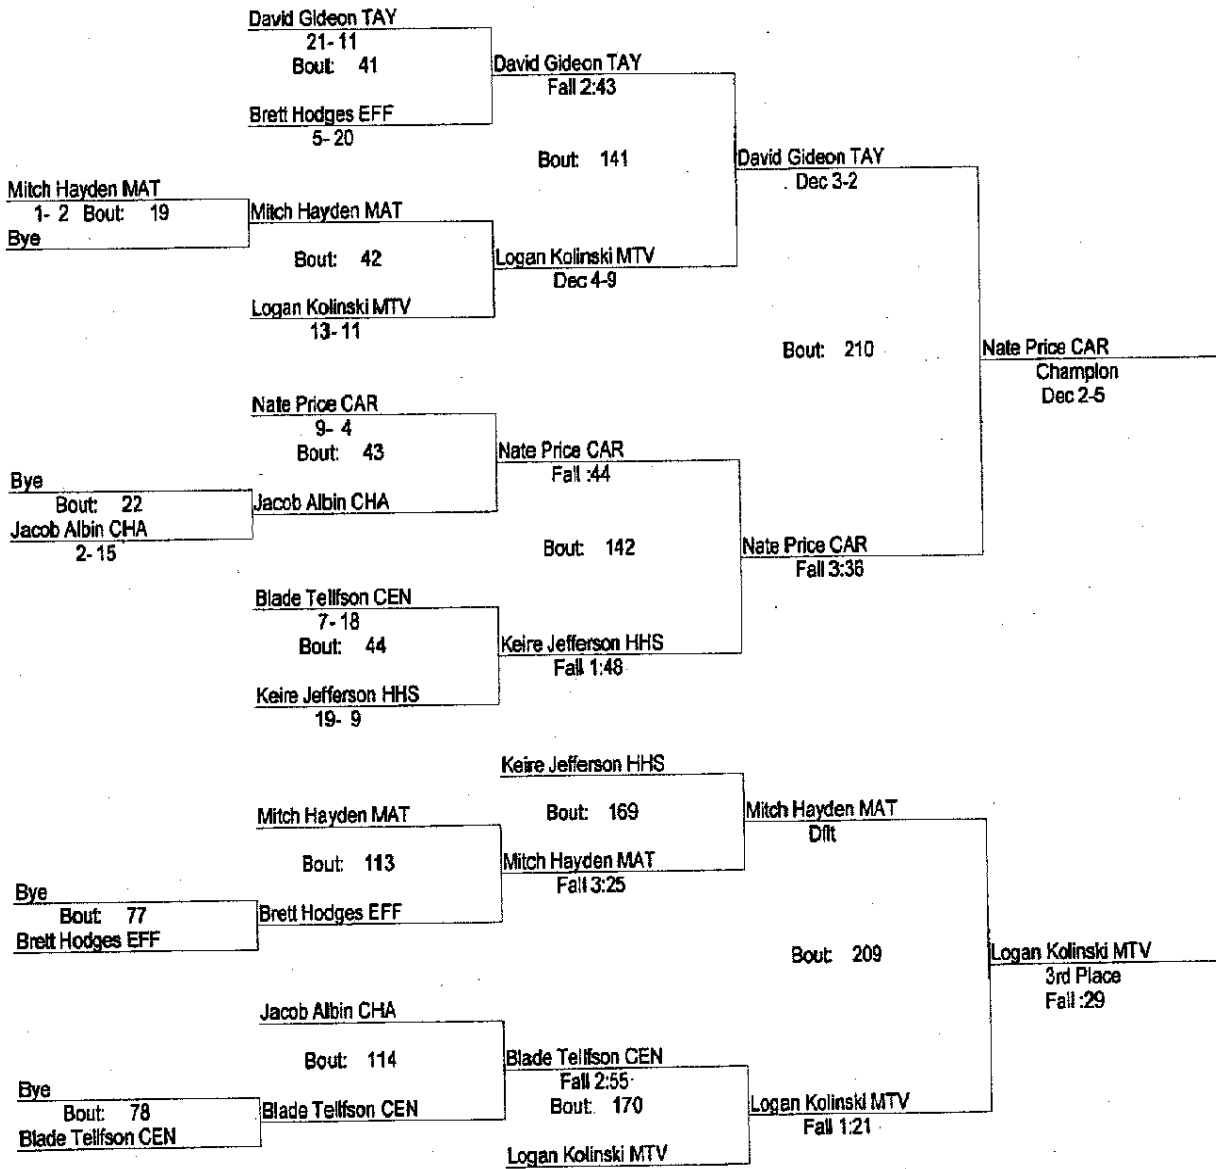 David Gideon TAY
21- 11
Bout: 41
David Gideon TAY
Fall 2:43
Brett Hodges EFF
5- 20
Bout: 141
David Gideon TAY
Dec 3-2
Mitch Hayden MAT
1- 2 Bout: 19
Mitch Hayden MAT
Bye
Bout: 42
Logan Kolinski MTV
Dec 4-9
Logan Kolinski MTV
13- 11
Bout: 210
Nate Price CAR
Champion
Dec 2-5
Nate Price CAR
9- 4
Bout: 43
Nate Price CAR
Fall :44
Bye
Bout: 22
Jacob Albin CHA
Jacob Albin CHA
2- 15
Bout: 142
Nate Price CAR
Fall 3:36
Blade Tellfson CEN
7- 18
Bout: 44
Keire Jefferson HHS
Fall 1:48
Keire Jefferson HHS
19- 9
Keire Jefferson HHS
Bout: 169
Mitch Hayden MAT
Dflt
Mitch Hayden MAT
Bout: 113
Mitch Hayden MAT
Fall 3:25
Bye
Bout: 77
Brett Hodges EFF
Brett Hodges EFF
Bout: 209
Logan Kolinski MTV
3rd Place
Fall :29
Jacob Albin CHA
Bout: 114
Blade Tellfson CEN
Fall 2:55
Bye
Bout: 78
Blade Tellfson CEN
Blade Tellfson CEN
Bout: 170
Logan Kolinski MTV
Fall 1:21
Logan Kolinski MTV